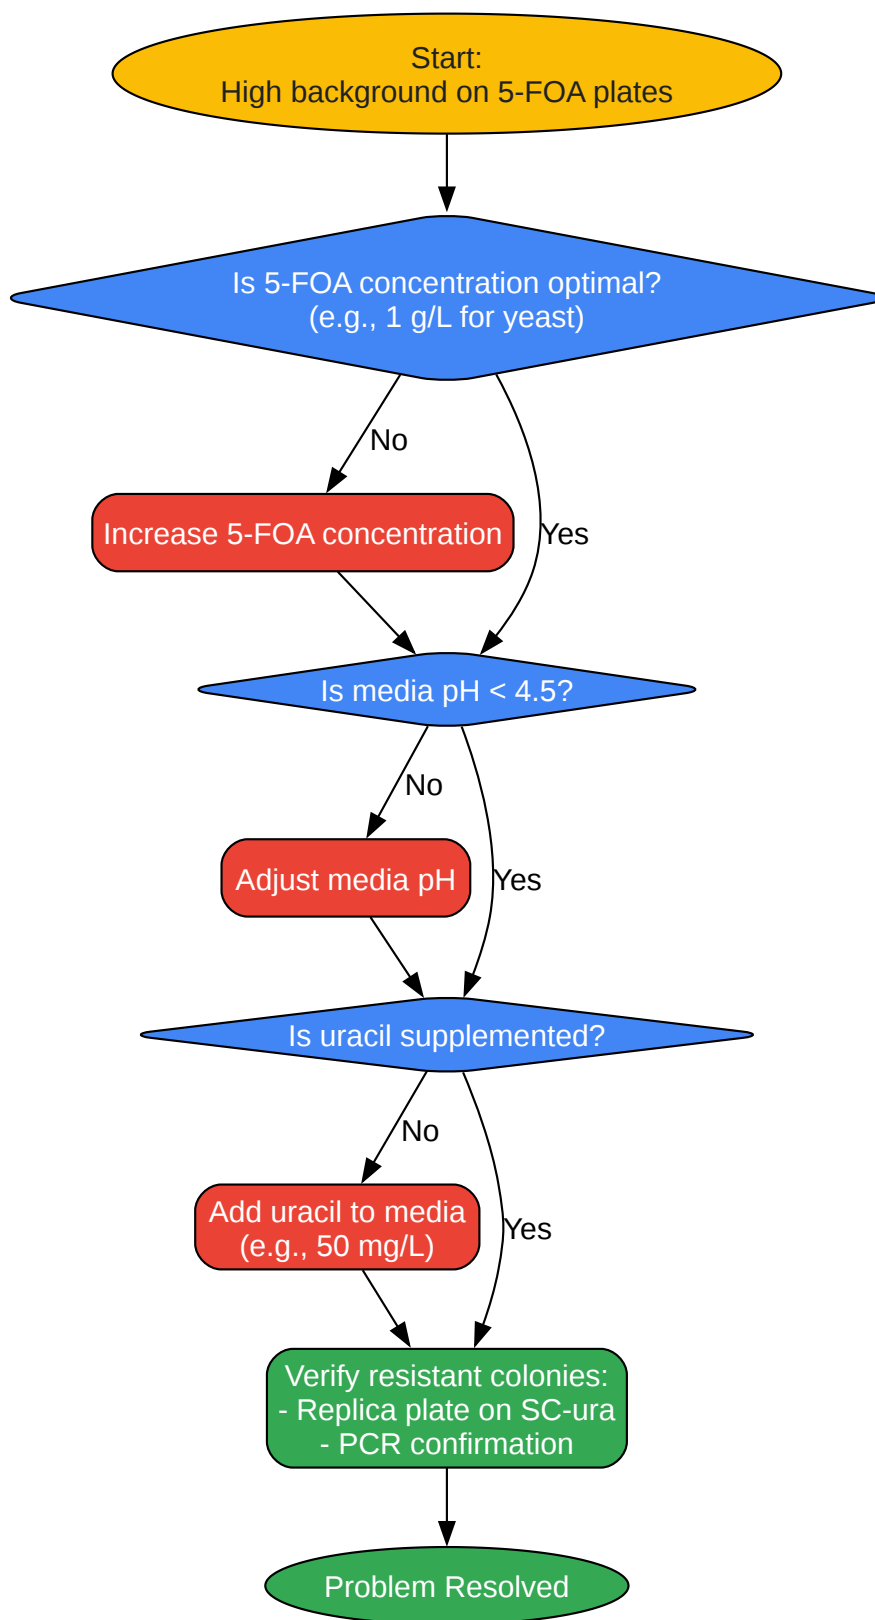 Start:
High background on 5-FOA plates
Is 5-FOA concentration optimal?
(e.g., 1 g/L for yeast)
No
Increase 5-FOA concentration
Yes
Is media pH < 4.5?
No
Adjust media pH
Yes
Is uracil supplemented?
No
Add uracil to media
(e.g., 50 mg/L)
Yes
Verify resistant colonies:
- Replica plate on SC-ura
- PCR confirmation
Problem Resolved